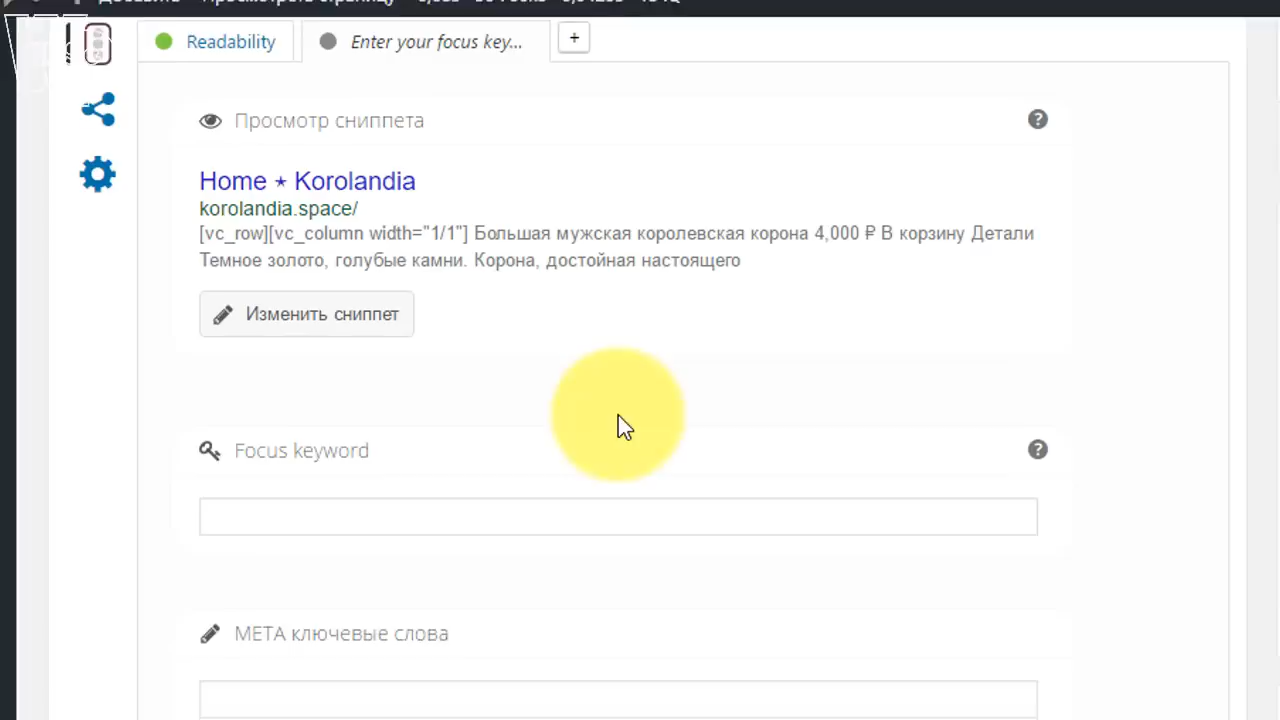 Readability
Enter your focus key...
+
Просмотр сниппета
?
Home ⋆ Korolandia
korolandia.space/
[vc_row][vc_column width="1/1"] Большая мужская королевская корона 4,000 ₽ В корзину Детали
Темное золото, голубые камни. Корона, достойная настоящего
Изменить сниппет
Focus keyword
?
МЕТА ключевые слова